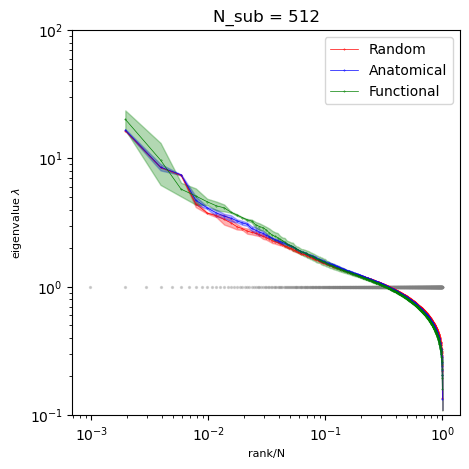 N_sub = 512
10²
10¹
10⁰
10⁻¹
eigenvalue λ
Random
Anatomical
Functional
10⁻³
10⁻²
10⁻¹
10⁰
rank/N